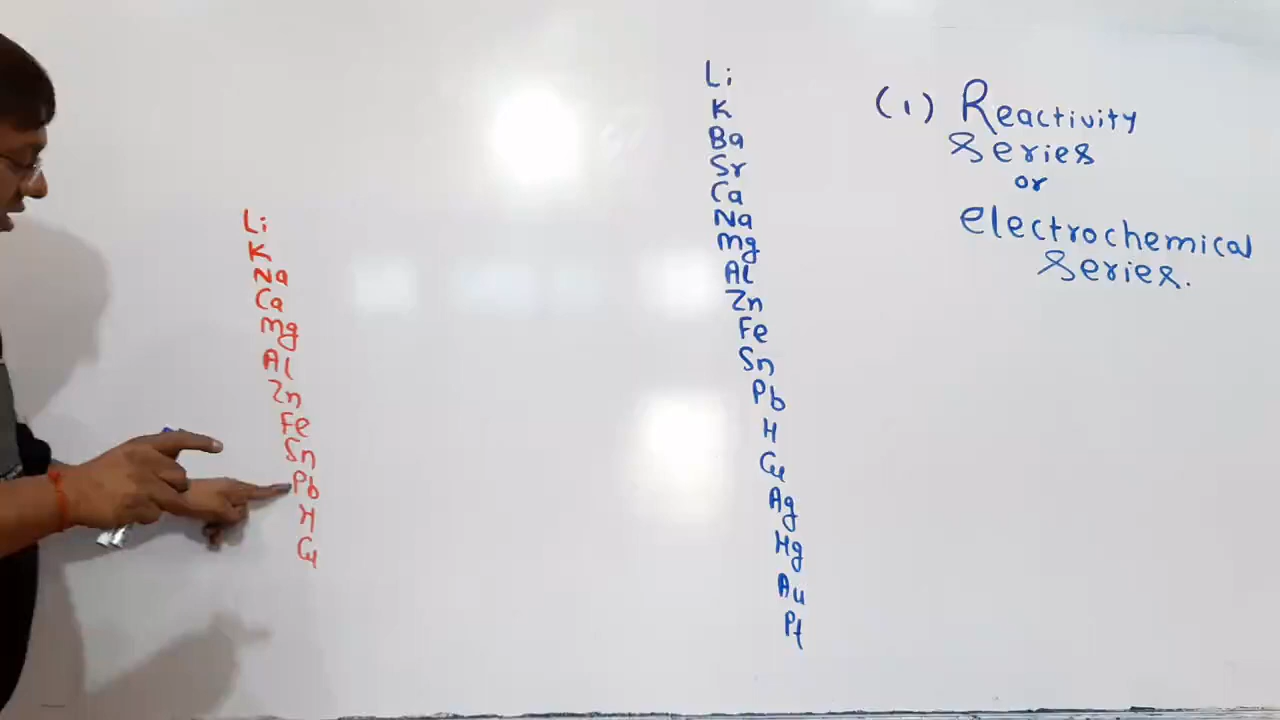 Li
K
Na
Ca
Mg
Al
Zn
Fe
Sn
Pb
H
Cu
Li
K
Ba
Sr
Ca
Na
Mg
Al
Zn
Fe
Sn
Pb
H
Cu
Ag
Hg
Au
Pt
(1) Reactivity
series
or
electrochemical
series.